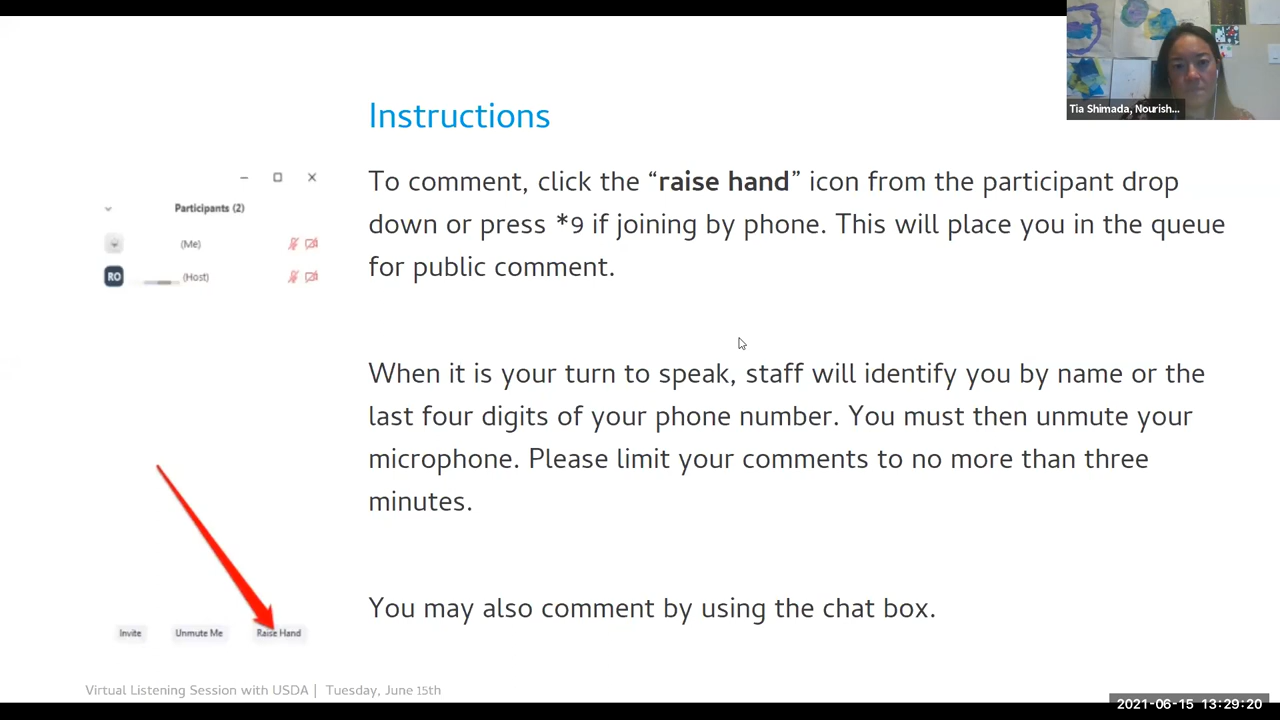 Tia Shimada, Nourish...
Instructions
Participants (2)
(Me)
RO (Host)
Invite Unmute Me Raise Hand
To comment, click the “raise hand” icon from the participant drop
down or press *9 if joining by phone. This will place you in the queue
for public comment.
When it is your turn to speak, staff will identify you by name or the
last four digits of your phone number. You must then unmute your
microphone. Please limit your comments to no more than three
minutes.
You may also comment by using the chat box.
Virtual Listening Session with USDA | Tuesday, June 15th
2021-06-15 13:29:20